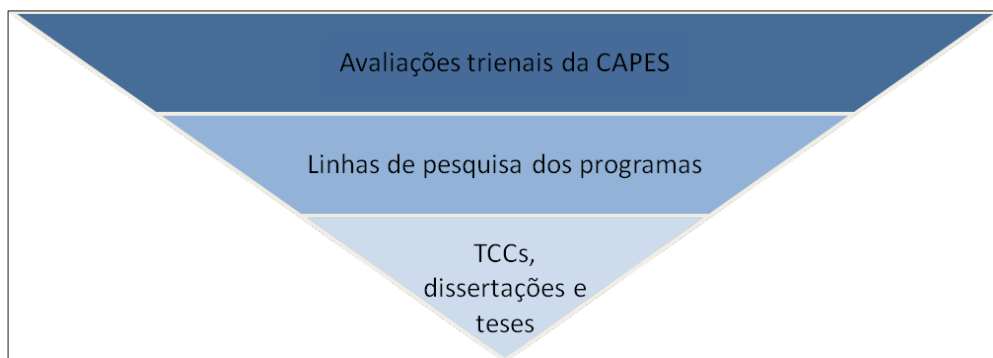 Avaliações trienais da CAPES
Linhas de pesquisa dos programas
TCCs,
dissertações e
teses